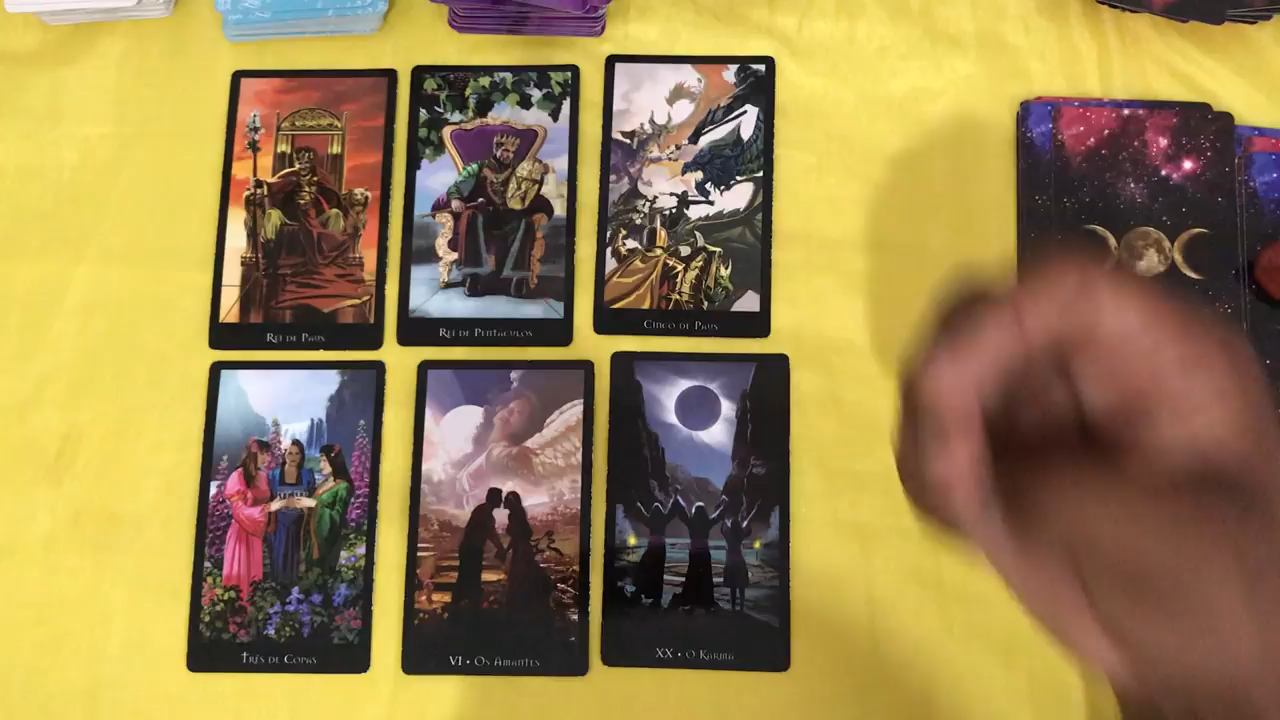 Rei de Paus
Rei de Pentáculos
Cinco de Paus
Três de Copas
VI • Os Amantes
XX • O Karma